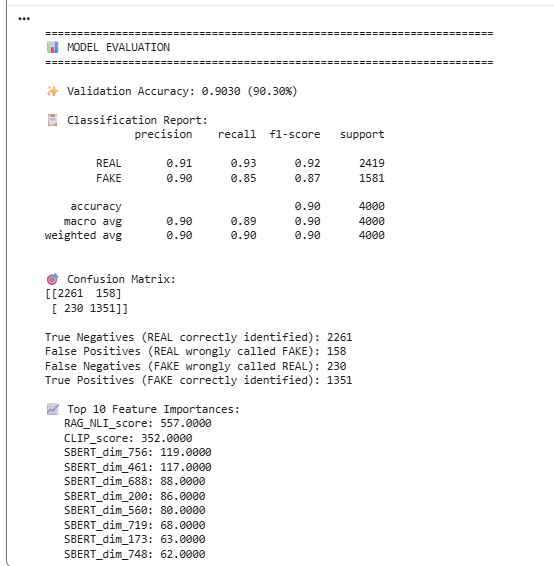 •••
======================================================================
📊 MODEL EVALUATION
======================================================================
✨ Validation Accuracy: 0.9030 (90.30%)
📋 Classification Report:
precision recall f1-score support
REAL 0.91 0.93 0.92 2419
FAKE 0.90 0.85 0.87 1581
accuracy 0.90 4000
macro avg 0.90 0.89 0.90 4000
weighted avg 0.90 0.90 0.90 4000
🎯 Confusion Matrix:
[[2261 158]
[ 230 1351]]
True Negatives (REAL correctly identified): 2261
False Positives (REAL wrongly called FAKE): 158
False Negatives (FAKE wrongly called REAL): 230
True Positives (FAKE correctly identified): 1351
📈 Top 10 Feature Importances:
RAG_NLI_score: 557.0000
CLIP_score: 352.0000
SBERT_dim_756: 119.0000
SBERT_dim_461: 117.0000
SBERT_dim_688: 88.0000
SBERT_dim_200: 86.0000
SBERT_dim_560: 80.0000
SBERT_dim_719: 68.0000
SBERT_dim_173: 63.0000
SBERT_dim_748: 62.0000